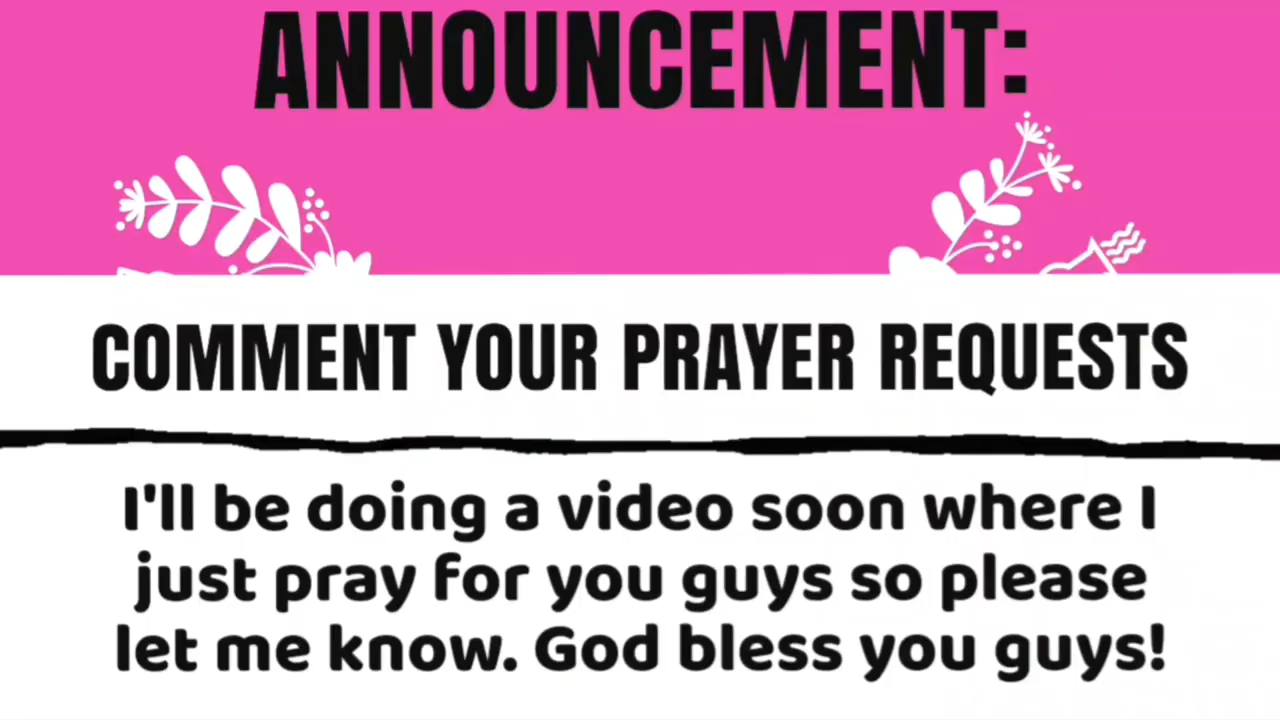 ANNOUNCEMENT:
COMMENT YOUR PRAYER REQUESTS
I'll be doing a video soon where I
just pray for you guys so please
let me know. God bless you guys!